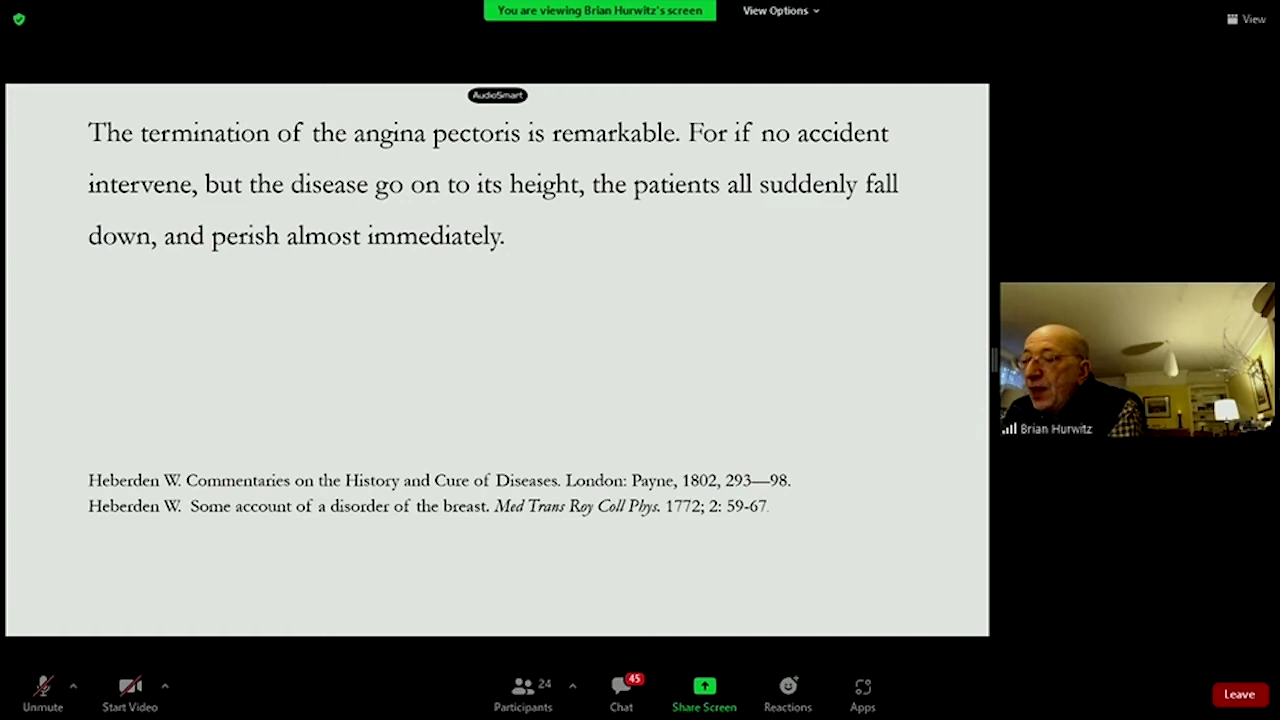 You are viewing Brian Hurwitz's screen
View Options
View
AudioSmart
The termination of the angina pectoris is remarkable. For if no accident
intervene, but the disease go on to its height, the patients all suddenly fall
down, and perish almost immediately.
Brian Hurwitz
Heberden W. Commentaries on the History and Cure of Diseases. London: Payne, 1802, 293—98.
Heberden W. Some account of a disorder of the breast. Med Trans Roy Coll Phys. 1772; 2: 59-67.
Unmute
Start Video
24
Participants
45
Chat
Share Screen
Reactions
Apps
Leave